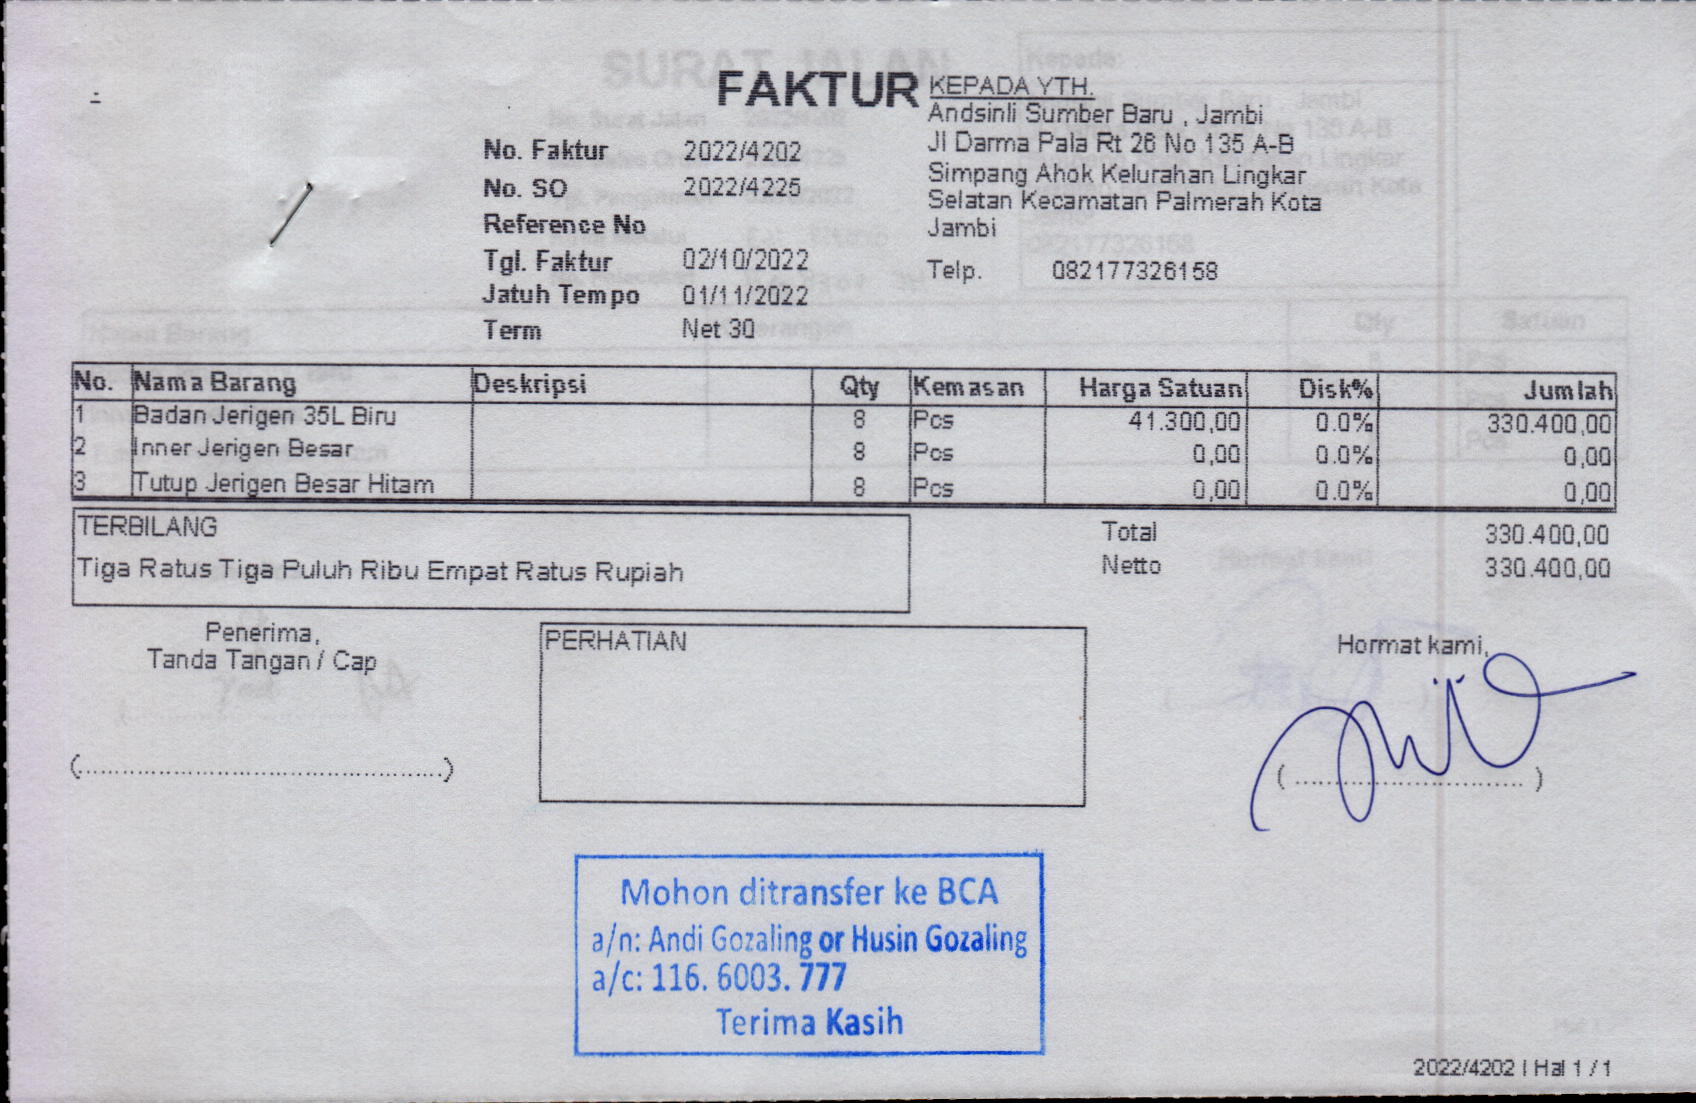 FAKTUR
KEPADA YTH.
Andsinli Sumber Baru , Jambi
Jl Darma Pala Rt 26 No 135 A-B
Simpang Ahok Kelurahan Lingkar
Selatan Kecamatan Palmerah Kota
Jambi
Telp. 082177326158
No. Faktur 2022/4202
No. SO 2022/4225
Reference No
Tgl. Faktur 02/10/2022
Jatuh Tempo 01/11/2022
Term Net 30
No. Nama Barang Deskripsi Qty Kemasan Harga Satuan Disk% Jumlah
1 Badan Jerigen 35L Biru 8 Pcs 41.300,00 0.0% 330.400,00
2 Inner Jerigen Besar 8 Pcs 0,00 0.0% 0,00
3 Tutup Jerigen Besar Hitam 8 Pcs 0,00 0.0% 0,00
TERBILANG
Tiga Ratus Tiga Puluh Ribu Empat Ratus Rupiah
Total 330.400,00
Netto 330.400,00
Penerima,
Tanda Tangan / Cap
(..............................................)
PERHATIAN
Hormat kami,
(..............................)
Mohon ditransfer ke BCA
a/n: Andi Gozaling or Husin Gozaling
a/c: 116. 6003. 777
Terima Kasih
2022/4202 | Hal 1 / 1